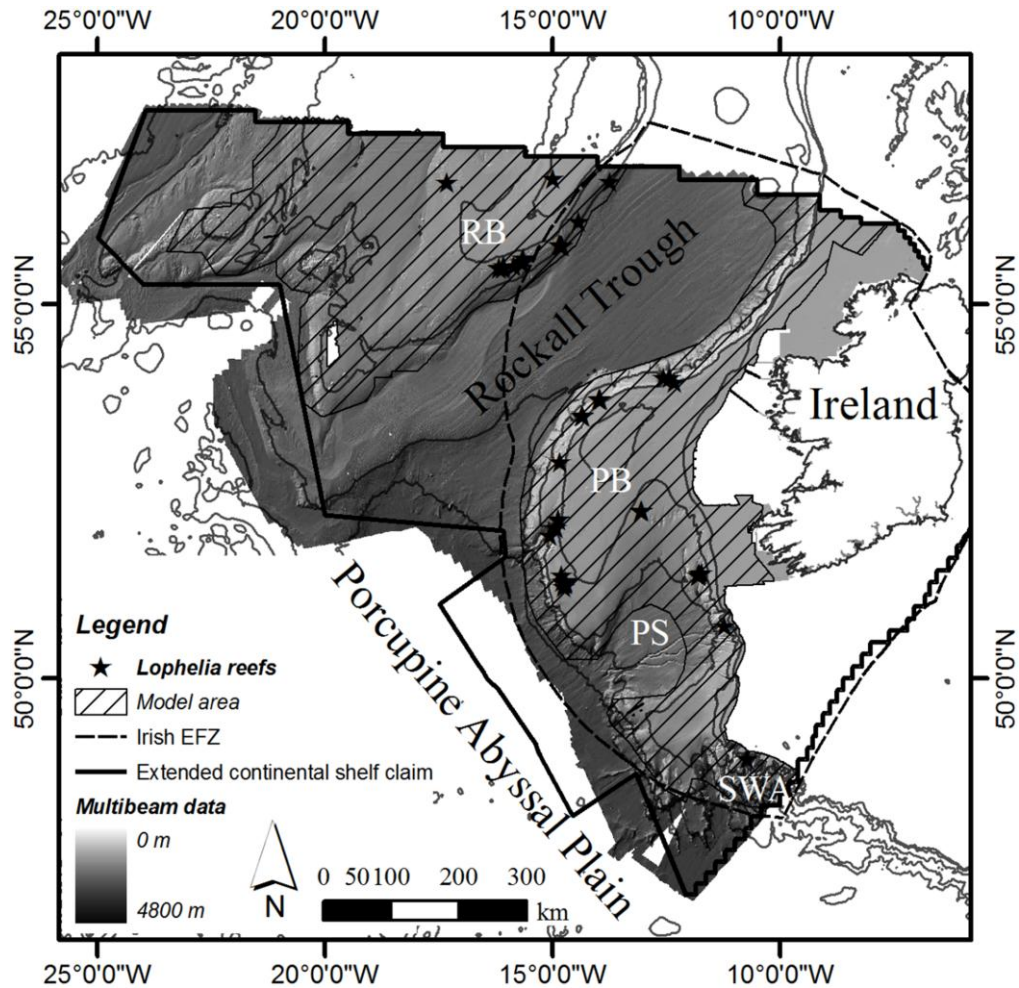 25°0'0"W 20°0'0"W 15°0'0"W 10°0'0"W
55°0'0"N
55°0'0"N
RB
Rockall Trough
Ireland
PB
PS
50°0'0"N
50°0'0"N
SWA
Porcupine Abyssal Plain
Legend
Lophelia reefs
Model area
Irish EFZ
Extended continental shelf claim
Multibeam data
0 m
4800 m
N
0 50 100 200 300
km
25°0'0"W 20°0'0"W 15°0'0"W 10°0'0"W